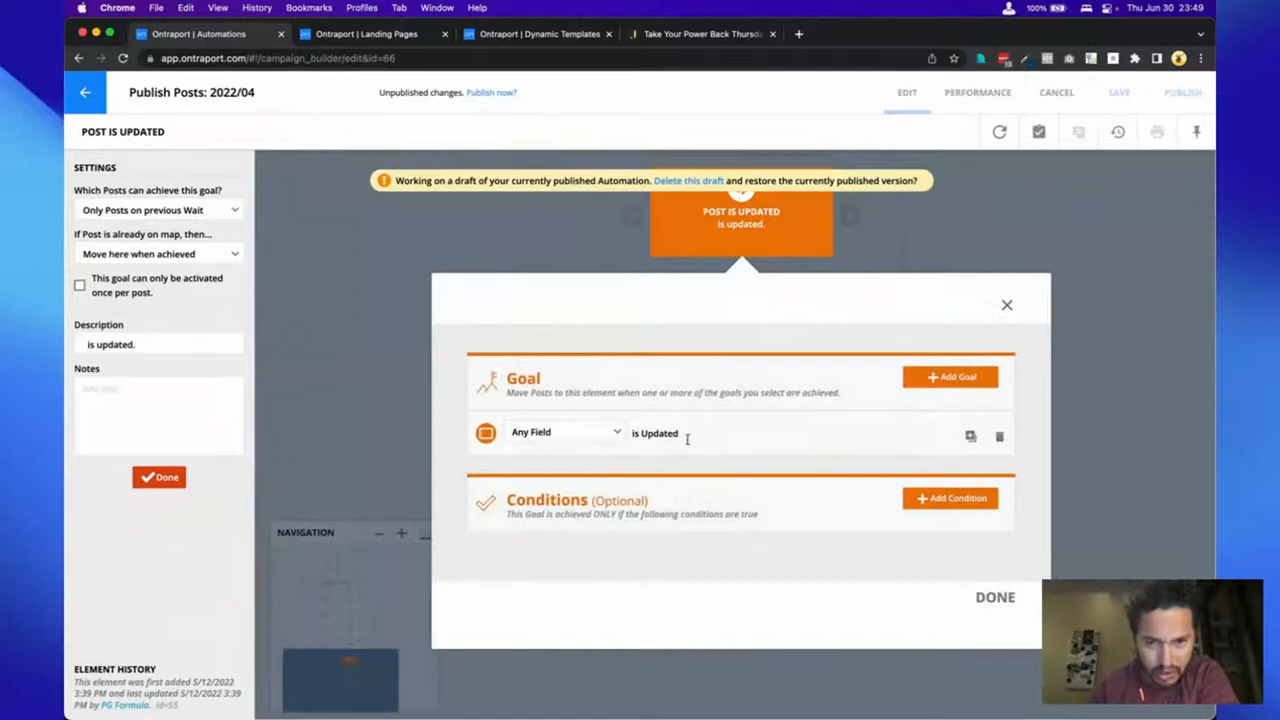 Chrome File Edit View History Bookmarks Profiles Tab Window Help 100% Thu Jun 30 23:49
Ontraport | Automations Ontraport | Landing Pages Ontraport | Dynamic Templates Take Your Power Back Thursda
app.ontraport.com/#!/campaign_builder/edit&id=66
Publish Posts: 2022/04 Unpublished changes. Publish now? EDIT PERFORMANCE CANCEL SAVE PUBLISH
POST IS UPDATED
SETTINGS
Which Posts can achieve this goal?
Only Posts on previous Wait
If Post is already on map, then...
Move here when achieved
This goal can only be activated
once per post.
Description
is updated.
Notes
Add note
Done
ELEMENT HISTORY
This element was first added 5/12/2022
3:39 PM and last updated 5/12/2022 3:39
PM by PG Formula. id=55
Working on a draft of your currently published Automation. Delete this draft and restore the currently published version?
POST IS UPDATED
is updated.
Goal
Move Posts to this element when one or more of the goals you select are achieved.
+ Add Goal
Any Field is Updated
Conditions (Optional)
This Goal is achieved ONLY if the following conditions are true
+ Add Condition
DONE
NAVIGATION